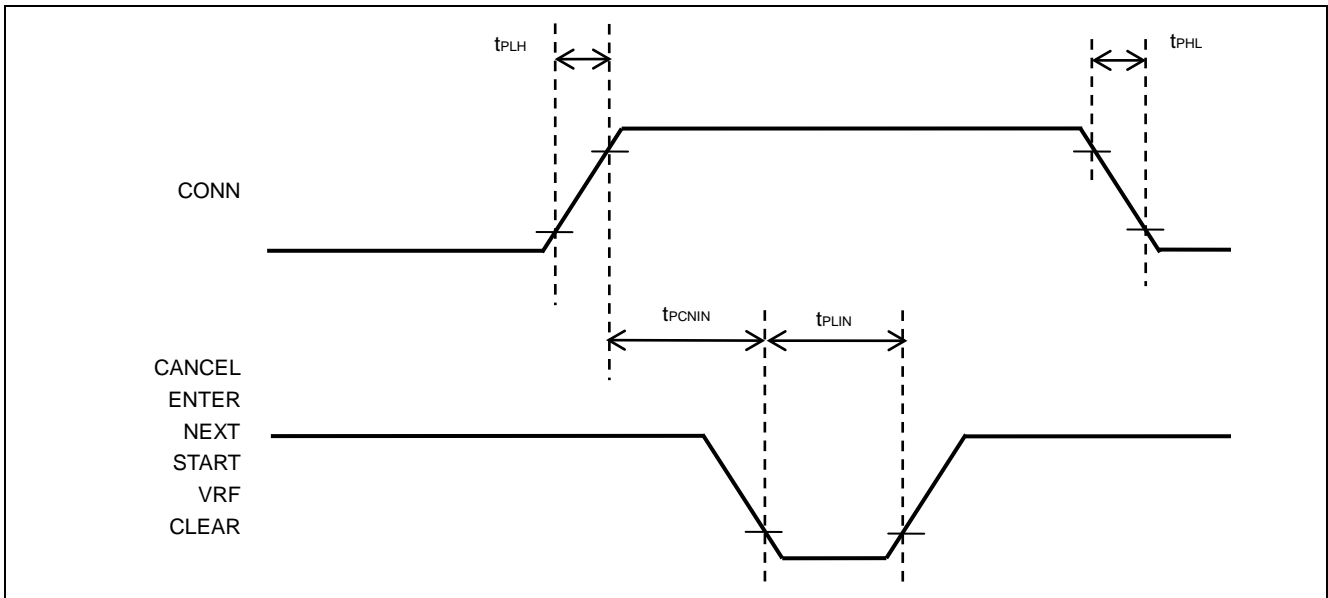 tPLH
tPHL
CONN
tPCNIN
tPLIN
CANCEL
ENTER
NEXT
START
VRF
CLEAR